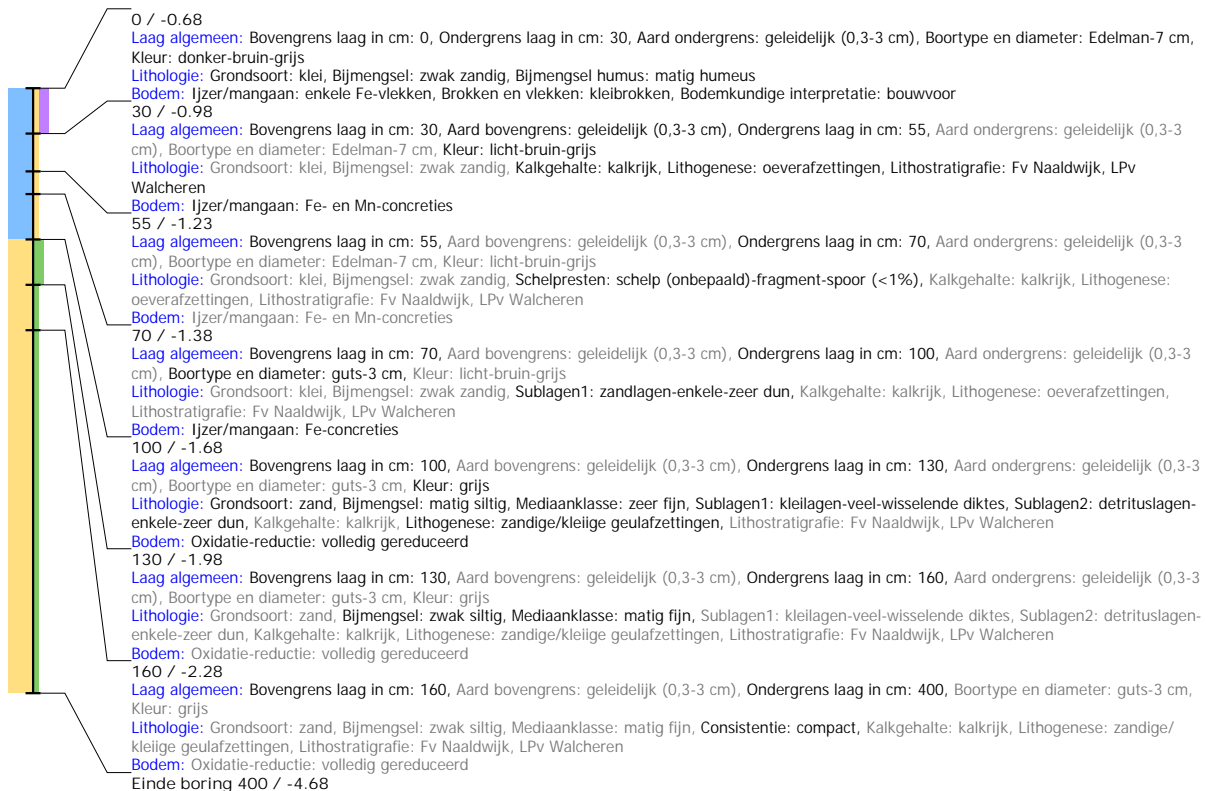 0 / -0.68
Laag algemeen: Bovengrens laag in cm: 0, Ondergrens laag in cm: 30, Aard ondergrens: geleidelijk (0,3-3 cm), Boortype en diameter: Edelman-7 cm,
Kleur: donker-bruin-grijs
Lithologie: Grondsoort: klei, Bijmengsel: zwak zandig, Bijmengsel humus: matig humeus
Bodem: Ijzer/mangaan: enkele Fe-vlekken, Brokken en vlekken: kleibrokken, Bodemkundige interpretatie: bouwvoor
30 / -0.98
Laag algemeen: Bovengrens laag in cm: 30, Aard bovengrens: geleidelijk (0,3-3 cm), Ondergrens laag in cm: 55, Aard ondergrens: geleidelijk (0,3-3
cm), Boortype en diameter: Edelman-7 cm, Kleur: licht-bruin-grijs
Lithologie: Grondsoort: klei, Bijmengsel: zwak zandig, Kalkgehalte: kalkrijk, Lithogenese: oeverafzettingen, Lithostratigrafie: Fv Naaldwijk, LPv
Walcheren
Bodem: Ijzer/mangaan: Fe- en Mn-concreties
55 / -1.23
Laag algemeen: Bovengrens laag in cm: 55, Aard bovengrens: geleidelijk (0,3-3 cm), Ondergrens laag in cm: 70, Aard ondergrens: geleidelijk (0,3-3
cm), Boortype en diameter: Edelman-7 cm, Kleur: licht-bruin-grijs
Lithologie: Grondsoort: klei, Bijmengsel: zwak zandig, Schelpresten: schelp (onbepaald)-fragment-spoor (<1%), Kalkgehalte: kalkrijk, Lithogenese:
oeverafzettingen, Lithostratigrafie: Fv Naaldwijk, LPv Walcheren
Bodem: Ijzer/mangaan: Fe- en Mn-concreties
70 / -1.38
Laag algemeen: Bovengrens laag in cm: 70, Aard bovengrens: geleidelijk (0,3-3 cm), Ondergrens laag in cm: 100, Aard ondergrens: geleidelijk (0,3-3
cm), Boortype en diameter: guts-3 cm, Kleur: licht-bruin-grijs
Lithologie: Grondsoort: klei, Bijmengsel: zwak zandig, Sublagen1: zandlagen-enkele-zeer dun, Kalkgehalte: kalkrijk, Lithogenese: oeverafzettingen,
Lithostratigrafie: Fv Naaldwijk, LPv Walcheren
Bodem: Ijzer/mangaan: Fe-concreties
100 / -1.68
Laag algemeen: Bovengrens laag in cm: 100, Aard bovengrens: geleidelijk (0,3-3 cm), Ondergrens laag in cm: 130, Aard ondergrens: geleidelijk (0,3-3
cm), Boortype en diameter: guts-3 cm, Kleur: grijs
Lithologie: Grondsoort: zand, Bijmengsel: matig siltig, Mediaanklasse: zeer fijn, Sublagen1: kleilagen-veel-wisselende diktes, Sublagen2: detrituslagen-
enkele-zeer dun, Kalkgehalte: kalkrijk, Lithogenese: zandige/kleiige geulafzettingen, Lithostratigrafie: Fv Naaldwijk, LPv Walcheren
Bodem: Oxidatie-reductie: volledig gereduceerd
130 / -1.98
Laag algemeen: Bovengrens laag in cm: 130, Aard bovengrens: geleidelijk (0,3-3 cm), Ondergrens laag in cm: 160, Aard ondergrens: geleidelijk (0,3-3
cm), Boortype en diameter: guts-3 cm, Kleur: grijs
Lithologie: Grondsoort: zand, Bijmengsel: zwak siltig, Mediaanklasse: matig fijn, Sublagen1: kleilagen-veel-wisselende diktes, Sublagen2: detrituslagen-
enkele-zeer dun, Kalkgehalte: kalkrijk, Lithogenese: zandige/kleiige geulafzettingen, Lithostratigrafie: Fv Naaldwijk, LPv Walcheren
Bodem: Oxidatie-reductie: volledig gereduceerd
160 / -2.28
Laag algemeen: Bovengrens laag in cm: 160, Aard bovengrens: geleidelijk (0,3-3 cm), Ondergrens laag in cm: 400, Boortype en diameter: guts-3 cm,
Kleur: grijs
Lithologie: Grondsoort: zand, Bijmengsel: zwak siltig, Mediaanklasse: matig fijn, Consistentie: compact, Kalkgehalte: kalkrijk, Lithogenese: zandige/
kleiige geulafzettingen, Lithostratigrafie: Fv Naaldwijk, LPv Walcheren
Bodem: Oxidatie-reductie: volledig gereduceerd
Einde boring 400 / -4.68